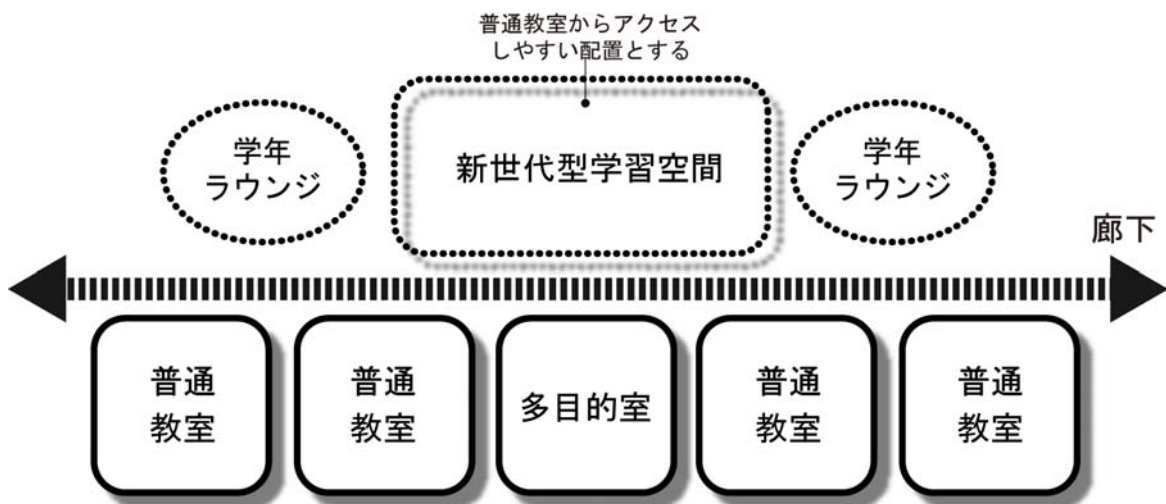 普通教室からアクセス
しやすい配置とする
学年
ラウンジ
新世代型学習空間
学年
ラウンジ
廊下
普通
教室
普通
教室
多目的室
普通
教室
普通
教室